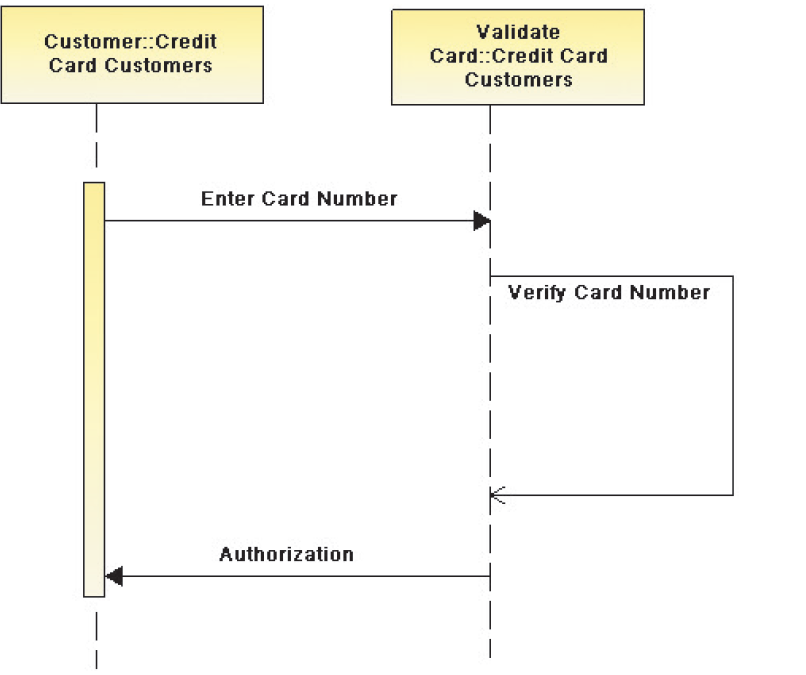 Customer::Credit
Card Customers
Validate
Card::Credit Card
Customers
Enter Card Number
Verify Card Number
Authorization